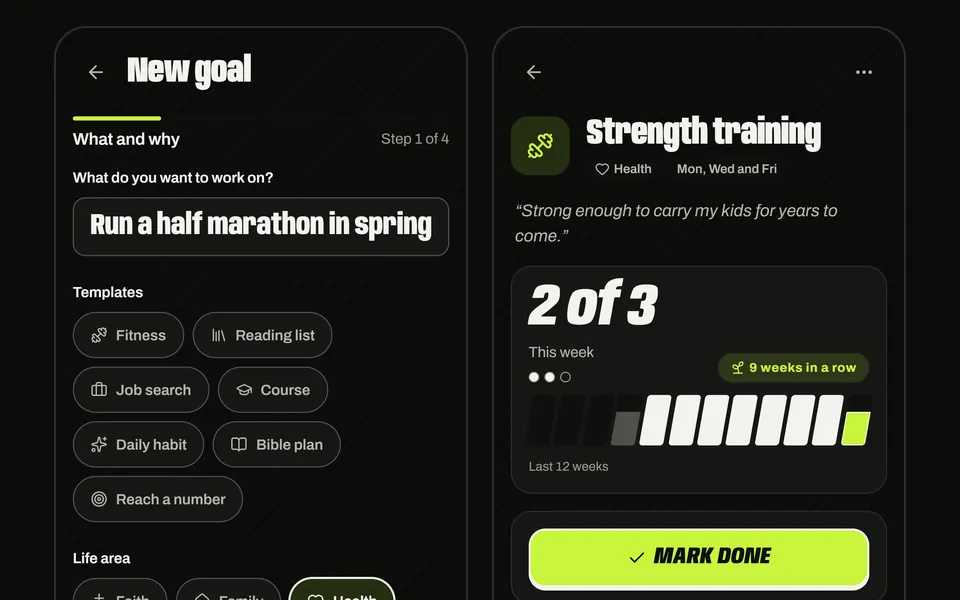 New goal
What and why
Step 1 of 4
What do you want to work on?
Run a half marathon in spring
Templates
Fitness
Reading list
Job search
Course
Daily habit
Bible plan
Reach a number
Life area
Faith
Family
Health
Strength training
Health
Mon, Wed and Fri
“Strong enough to carry my kids for years to
come.”
2 of 3
This week
9 weeks in a row
Last 12 weeks
MARK DONE